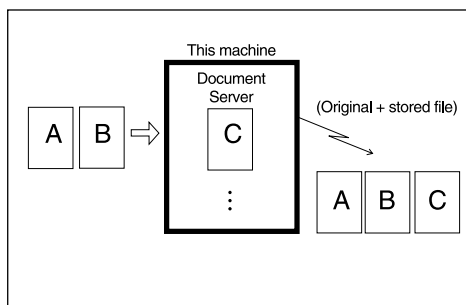 This machine
Document
Server
(Original + stored file)
A B
C
A B C